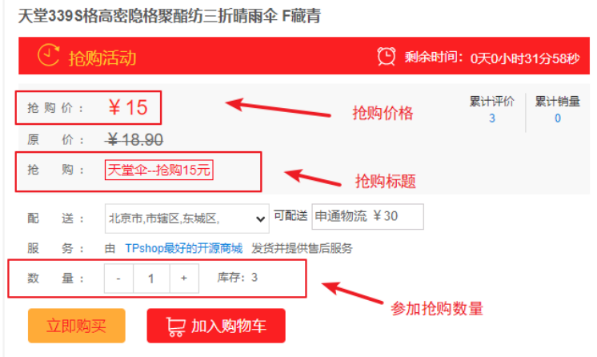 天堂339S格高密隐格聚酯纺三折晴雨伞 F藏青
抢购活动
剩余时间： 0天0小时31分58秒
抢购价： ￥15
抢购价格
累计评价
3
累计销量
0
原价： ￥18.90
抢购： 天堂伞--抢购15元
抢购标题
配送： 北京市,市辖区,东城区, 可配送 申通物流 ￥30
服务： 由 TPshop最好的开源商城 发货并提供售后服务
数量： - 1 + 库存：3
参加抢购数量
立即购买
加入购物车